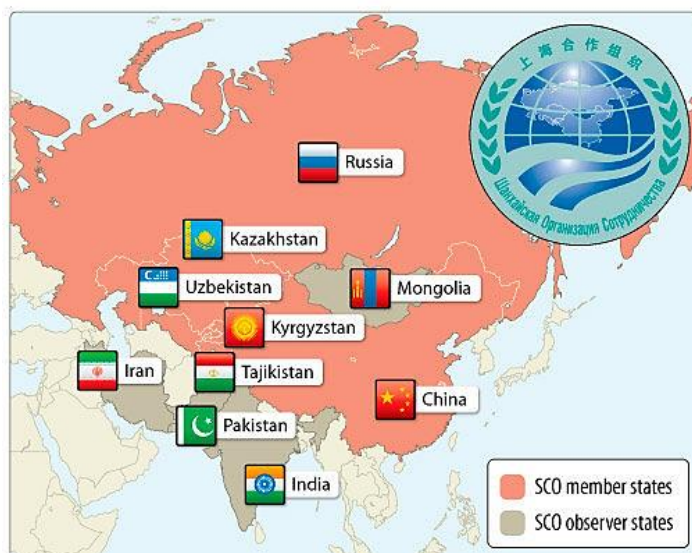 上海合作组织
Шанхайская Организация Сотрудничества
Russia
Kazakhstan
Uzbekistan
Mongolia
Kyrgyzstan
Iran
Tajikistan
China
Pakistan
India
SCO member states
SCO observer states